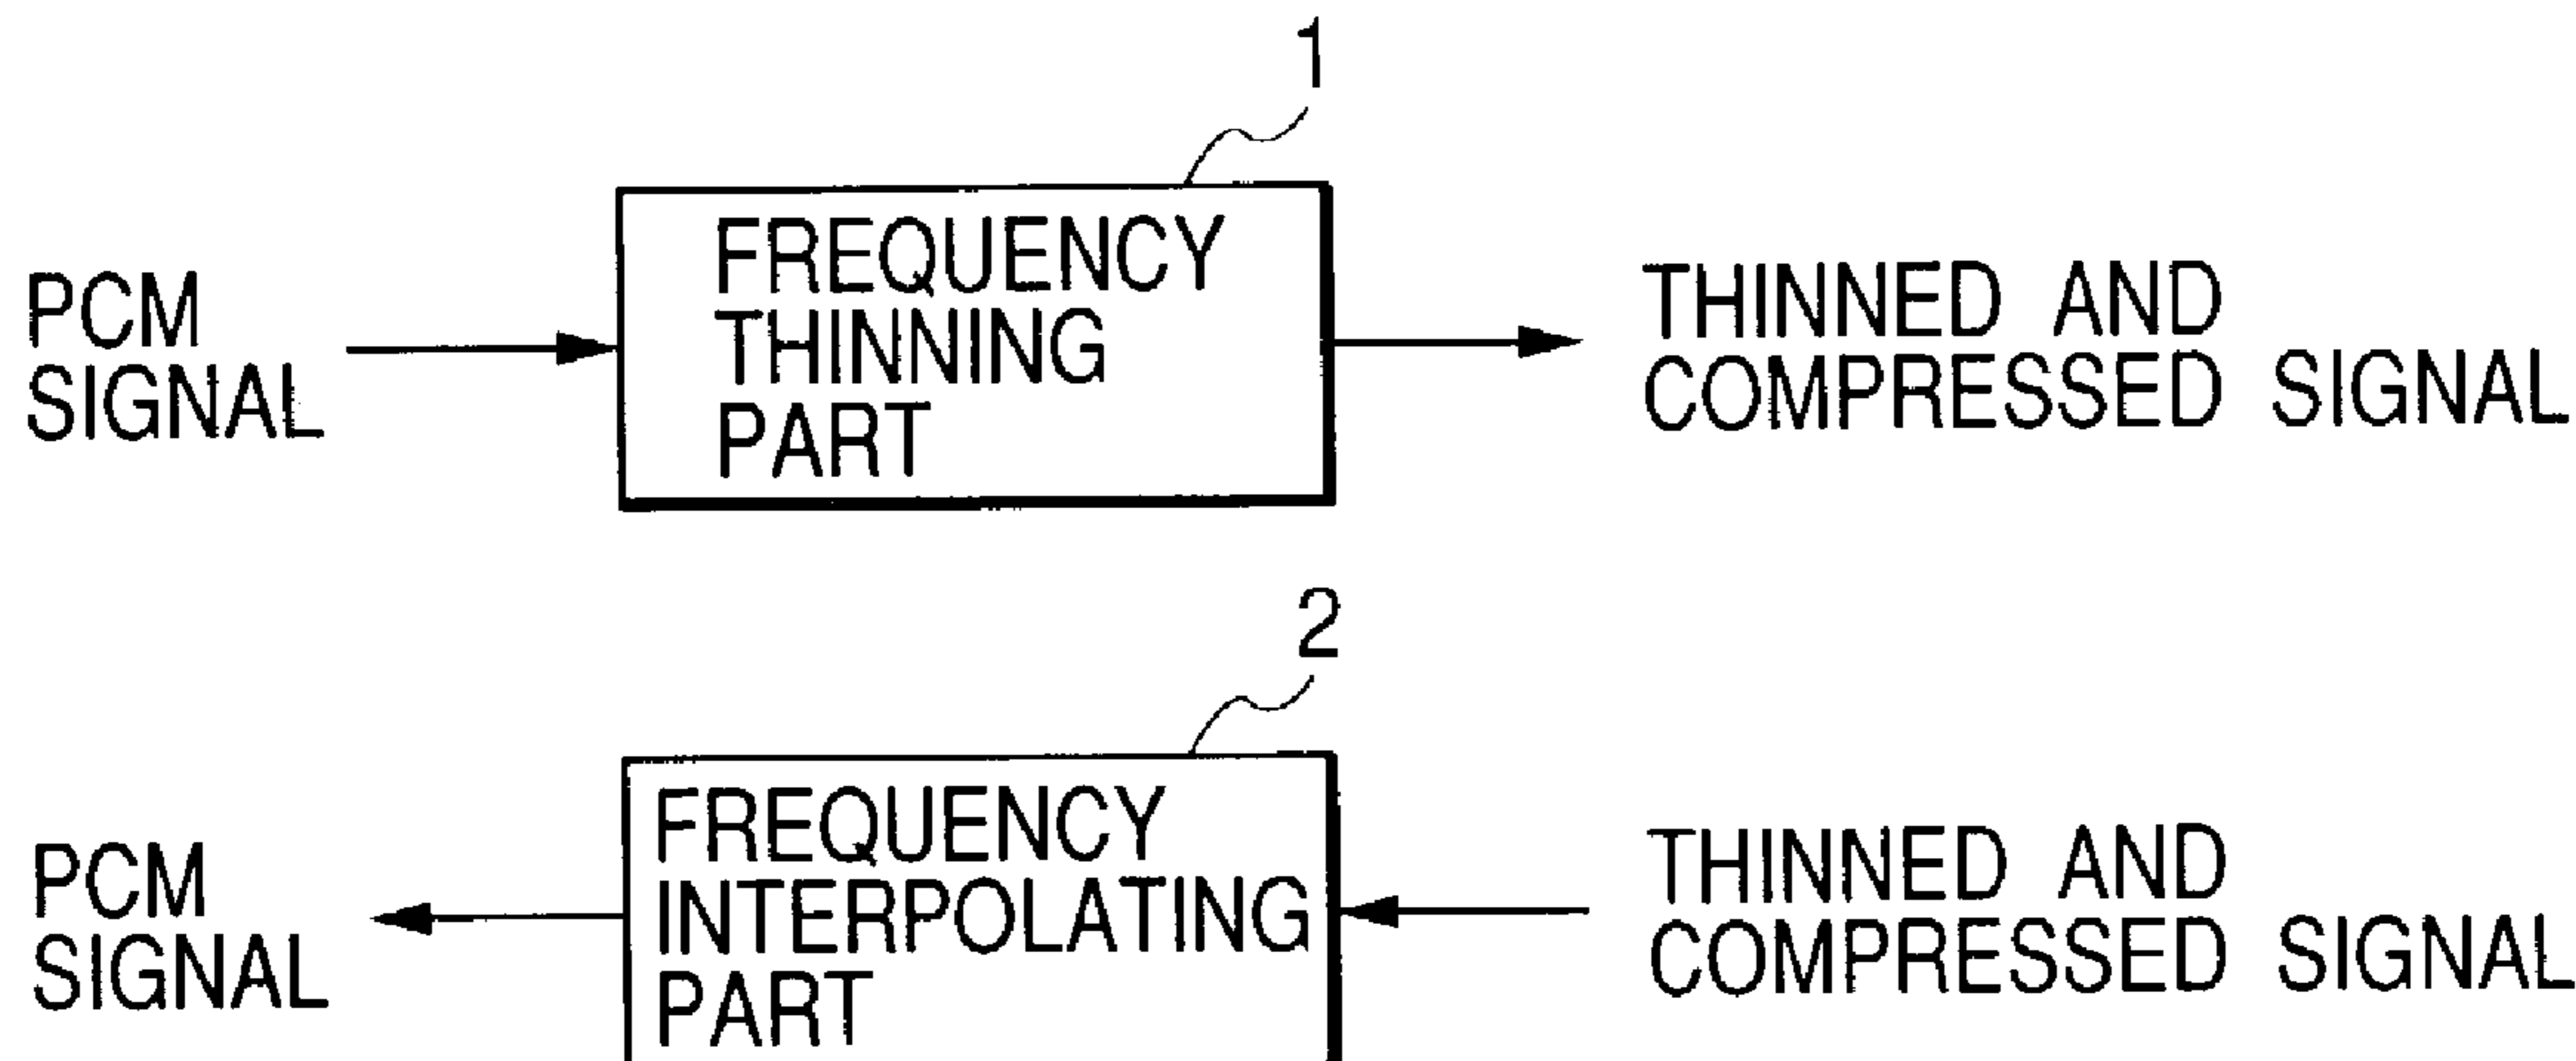 1
PCM
SIGNAL
FREQUENCY
THINNING
PART
THINNED AND
COMPRESSED SIGNAL
2
PCM
SIGNAL
FREQUENCY
INTERPOLATING
PART
THINNED AND
COMPRESSED SIGNAL